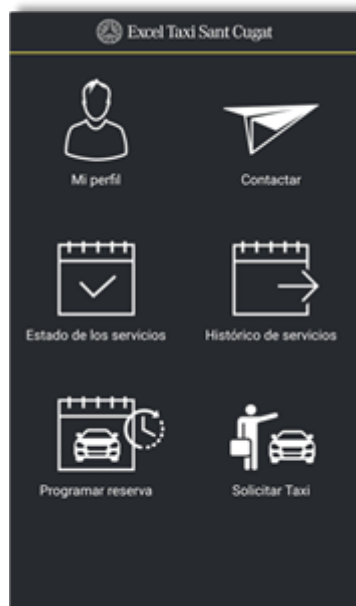 Excel Taxi Sant Cugat
Mi perfil
Contactar
Estado de los servicios
Histórico de servicios
Programar reserva
Solicitar Taxi